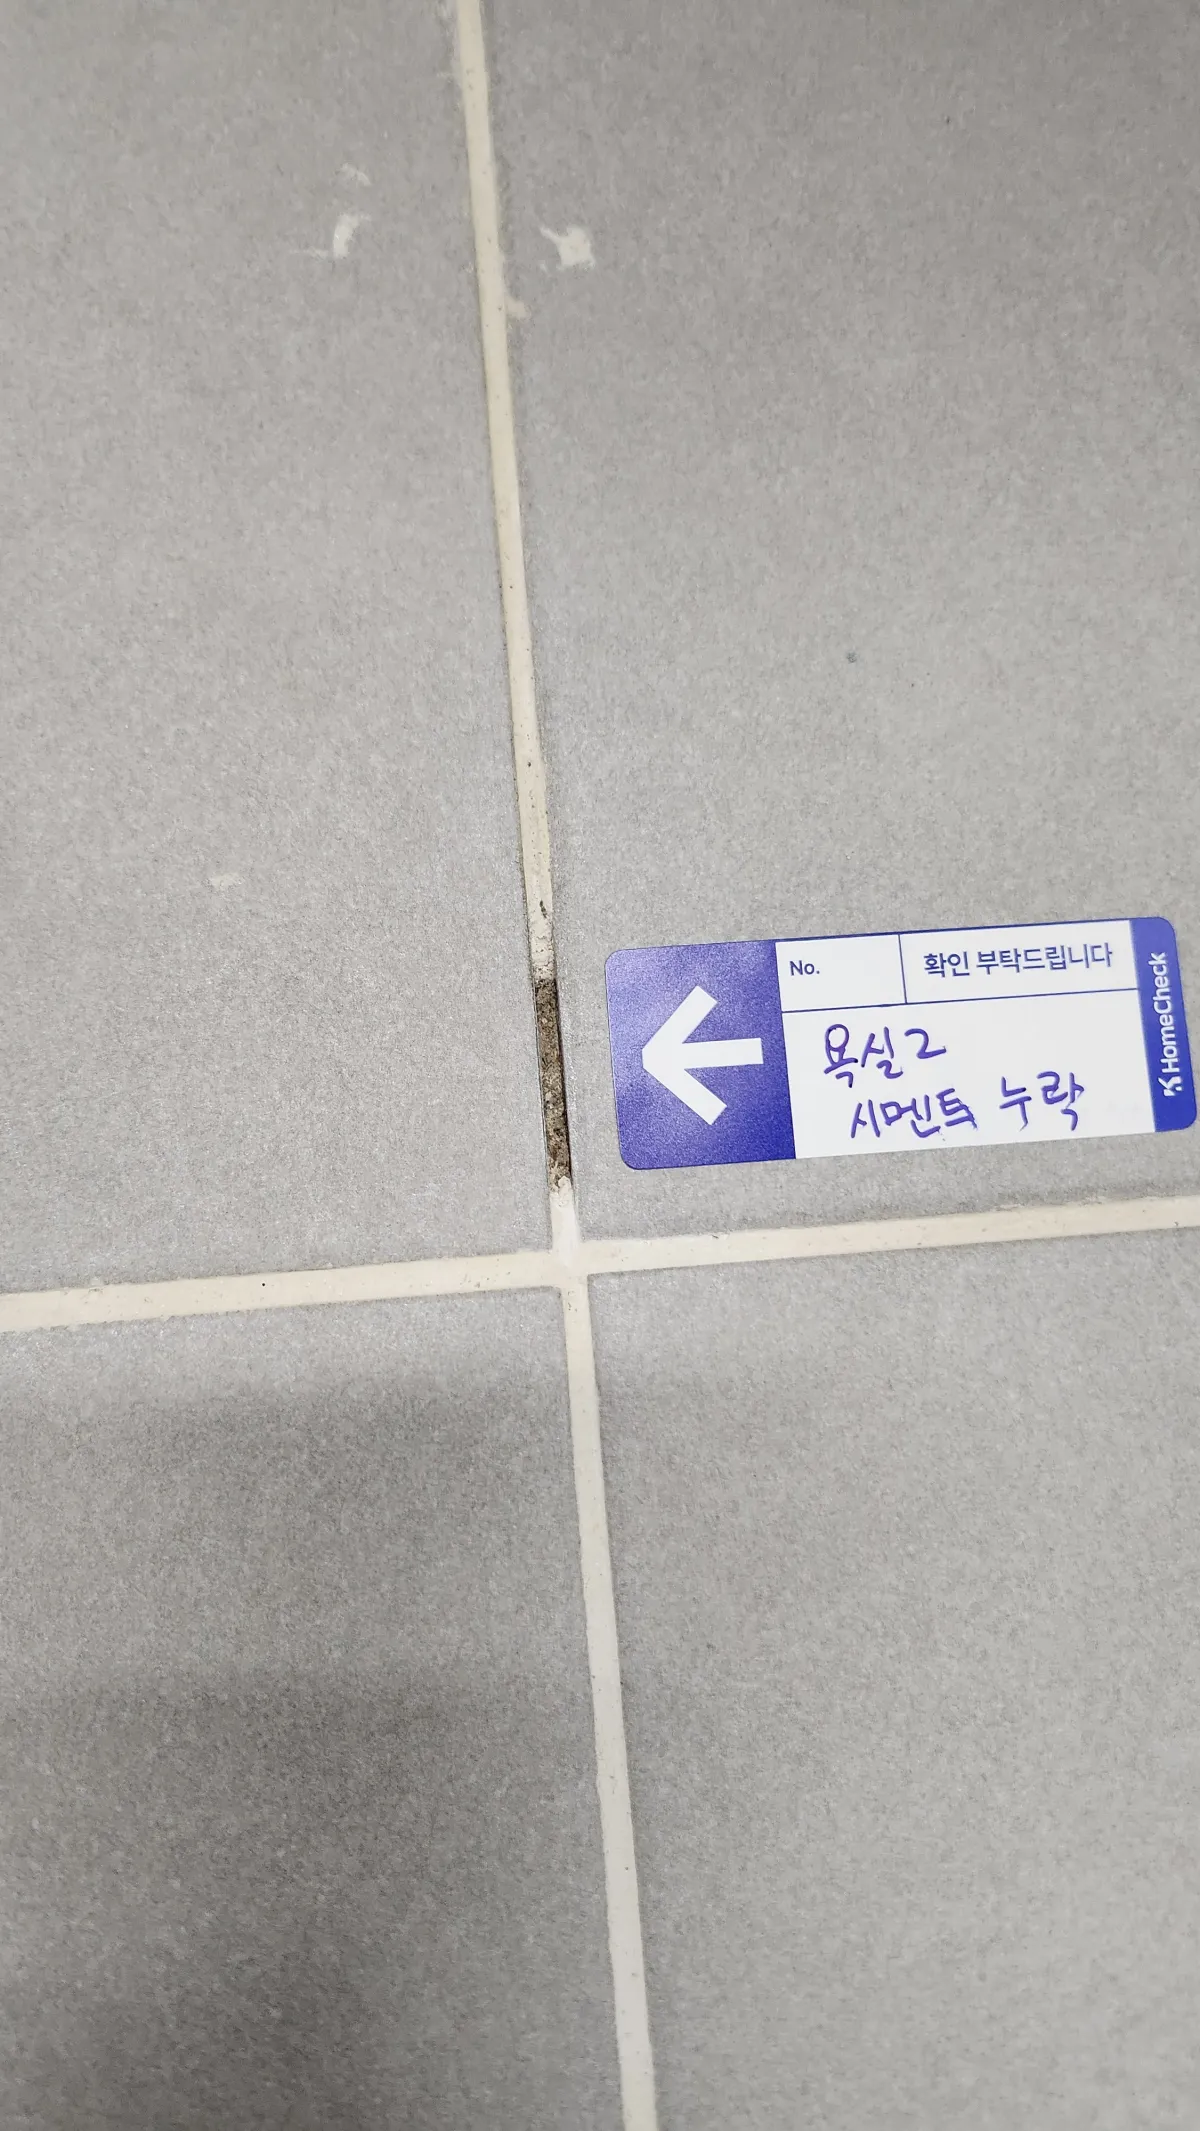 No.
확인 부탁드립니다
욕실2
시멘트 누락
HomeCheck